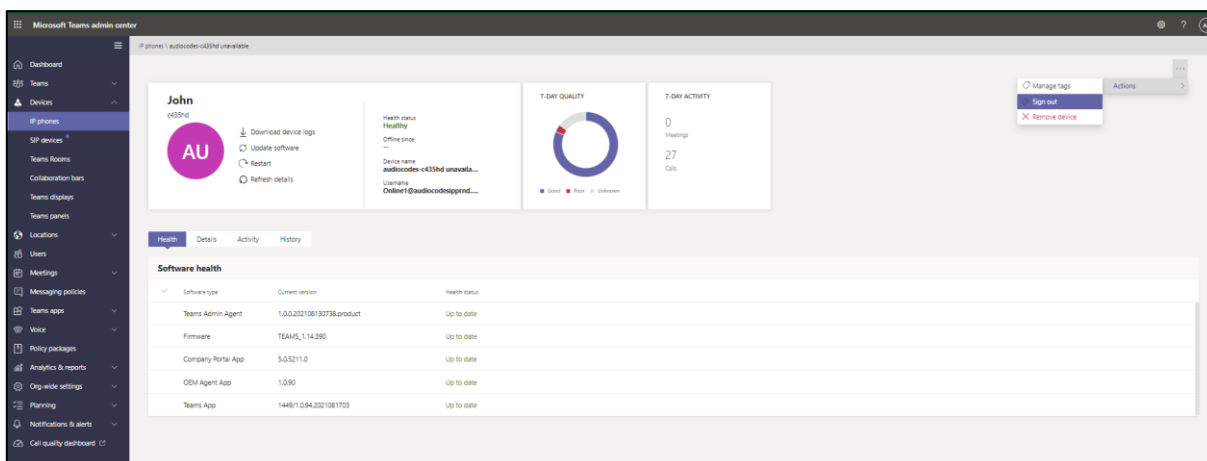 Microsoft Teams admin center
?
IP phones \ audiocodes-c435hd unavailable
Dashboard
Teams
Devices
IP phones
SIP devices
Teams Rooms
Collaboration bars
Teams displays
Teams panels
Locations
Users
Meetings
Messaging policies
Teams apps
Voice
Policy packages
Analytics & reports
Org-wide settings
Planning
Notifications & alerts
Call quality dashboard
John
c435hd
AU
Download device logs
Update software
Restart
Refresh details
Health status
Healthy
Offline since
--
Device name
audiocodes-c435hd unavaila...
Username
Online1@audiocodesipprnd....
7-DAY QUALITY
Good Poor Unknown
7-DAY ACTIVITY
0
Meetings
27
Calls
...
Manage tags
Sign out
Remove device
Actions
Health Details Activity History
Software health
Software type Current version Health status
Teams Admin Agent 1.0.0.202108130738.product Up to date
Firmware TEAMS_1.14.390 Up to date
Company Portal App 5.0.5211.0 Up to date
OEM Agent App 1.0.90 Up to date
Teams App 1449/1.0.94.2021081703 Up to date